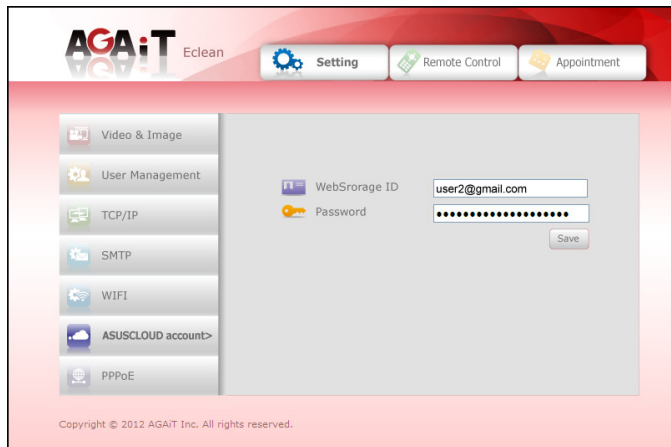 AGAiT Eclean
Setting
Remote Control
Appointment
Video & Image
User Management
TCP/IP
SMTP
WIFI
ASUSCLOUD account>
PPPoE
WebSrorage ID
user2@gmail.com
Password
••••••••••••••••••••
Save
Copyright © 2012 AGAiT Inc. All rights reserved.